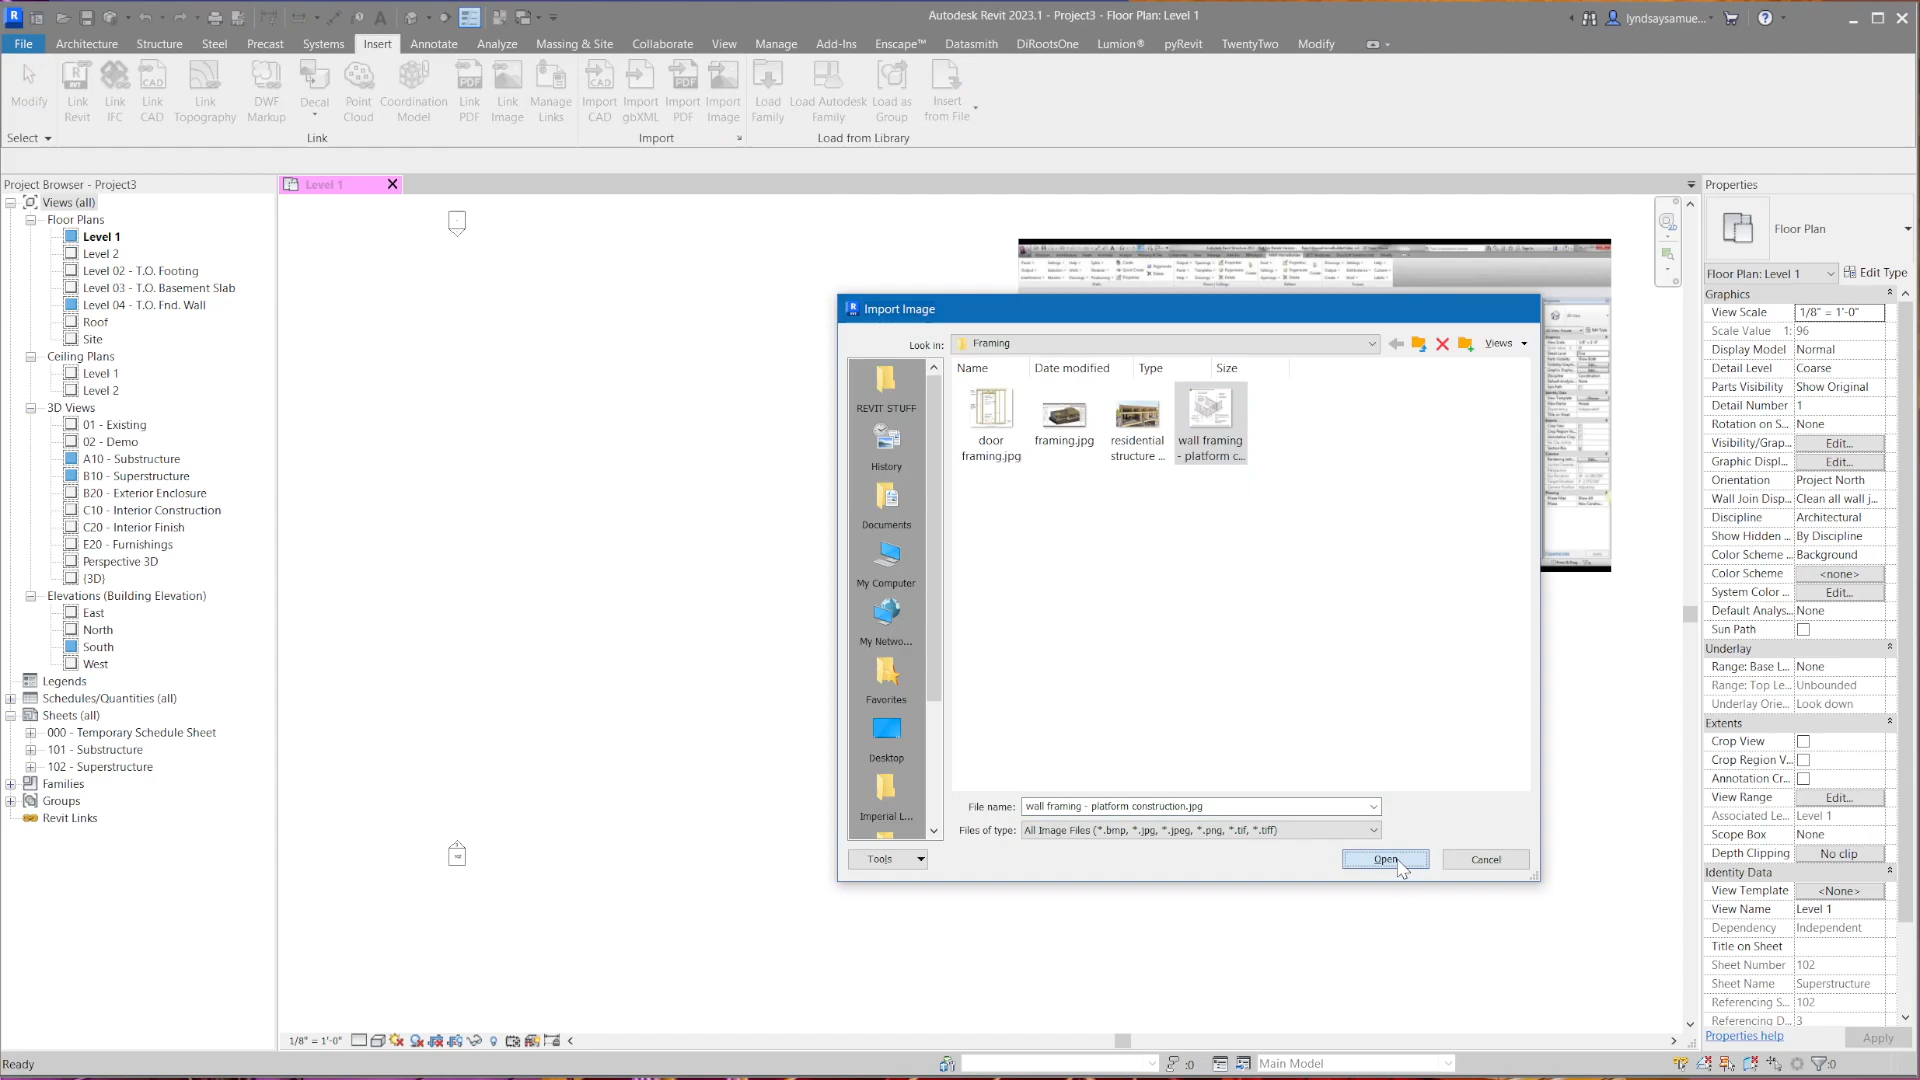 Autodesk Revit 2023.1 - Project3 - Floor Plan: Level 1
lyndsaysamue...
File Architecture Structure Steel Precast Systems Insert Annotate Analyze Massing & Site Collaborate View Manage Add-Ins Enscape™ Datasmith DiRootsOne Lumion® pyRevit TwentyTwo Modify
Modify
Link Revit
Link IFC
Link CAD
Link Topography
DWF Markup
Decal
Point Cloud
Coordination Model
Link PDF
Link Image
Manage Links
Import CAD
Import gbXML
Import PDF
Import Image
Load Family
Load Autodesk Family
Load as Group
Insert from File
Select
Link
Import
Load from Library
Project Browser - Project3
Views (all)
Floor Plans
Level 1
Level 2
Level 02 - T.O. Footing
Level 03 - T.O. Basement Slab
Level 04 - T.O. Fnd. Wall
Roof
Site
Ceiling Plans
Level 1
Level 2
3D Views
01 - Existing
02 - Demo
A10 - Substructure
B10 - Superstructure
B20 - Exterior Enclosure
C10 - Interior Construction
C20 - Interior Finish
E20 - Furnishings
Perspective 3D
{3D}
Elevations (Building Elevation)
East
North
South
West
Legends
Schedules/Quantities (all)
Sheets (all)
000 - Temporary Schedule Sheet
101 - Substructure
102 - Superstructure
Families
Groups
Revit Links
Level 1
Import Image
Look in: Framing
Views
Name Date modified Type Size
REVIT STUFF
History
Documents
My Computer
My Netwo...
Favorites
Desktop
Imperial L...
door framing.jpg
framing.jpg
residential structure ...
wall framing - platform c...
File name: wall framing - platform construction.jpg
Files of type: All Image Files (*.bmp, *.jpg, *.jpeg, *.png, *.tif, *.tiff)
Tools
Open
Cancel
Properties
Floor Plan
Floor Plan: Level 1 Edit Type
Graphics
View Scale 1/8" = 1'-0"
Scale Value 1: 96
Display Model Normal
Detail Level Coarse
Parts Visibility Show Original
Detail Number 1
Rotation on S... None
Visibility/Grap... Edit...
Graphic Displ... Edit...
Orientation Project North
Wall Join Disp... Clean all wall j...
Discipline Architectural
Show Hidden ... By Discipline
Color Scheme ... Background
Color Scheme <none>
System Color ... Edit...
Default Analys... None
Sun Path
Underlay
Range: Base L... None
Range: Top Le... Unbounded
Underlay Orie... Look down
Extents
Crop View
Crop Region V...
Annotation Cr...
View Range Edit...
Associated Le... Level 1
Scope Box None
Depth Clipping No clip
Identity Data
View Template <None>
View Name Level 1
Dependency Independent
Title on Sheet
Sheet Number 102
Sheet Name Superstructure
Referencing S... 102
Referencing D... 3
Properties help
Apply
1/8" = 1'-0"
Ready
:0
Main Model
:0